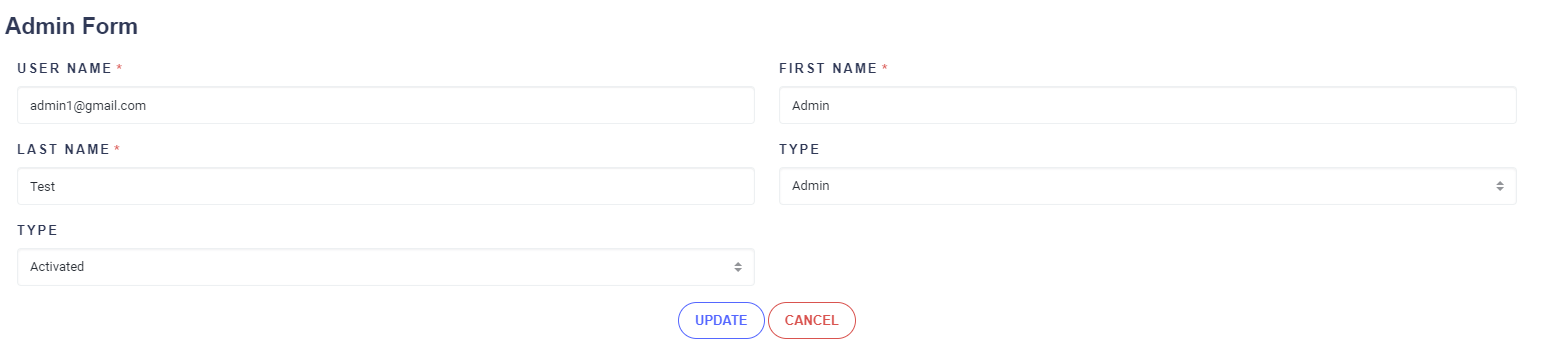 Admin Form
USER NAME *
FIRST NAME *
admin1@gmail.com
Admin
LAST NAME *
TYPE
Test
Admin
TYPE
Activated
UPDATE CANCEL